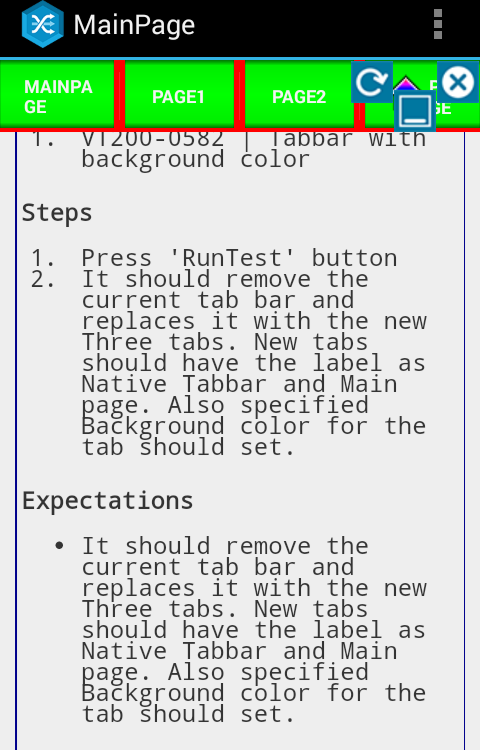 MainPage
MAINPA
GE
PAGE1
PAGE2
GE
1. VT200-0582 | Tabbar with
background color
Steps
1. Press 'RunTest' button
2. It should remove the
current tab bar and
replaces it with the new
Three tabs. New tabs
should have the label as
Native Tabbar and Main
page. Also specified
Background color for the
tab should set.
Expectations
• It should remove the
current tab bar and
replaces it with the new
Three tabs. New tabs
should have the label as
Native Tabbar and Main
page. Also specified
Background color for the
tab should set.